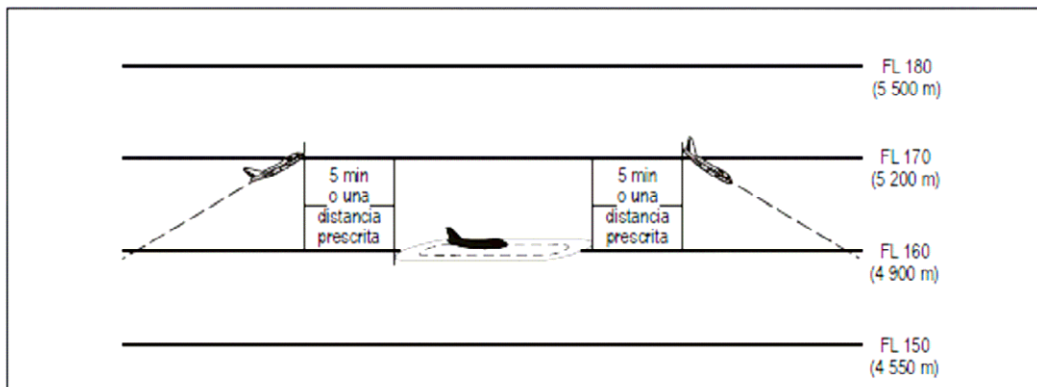 FL 180
(5 500 m)
FL 170
(5 200 m)
5 min
o una
distancia
prescrita
5 min
o una
distancia
prescrita
FL 160
(4 900 m)
FL 150
(4 550 m)